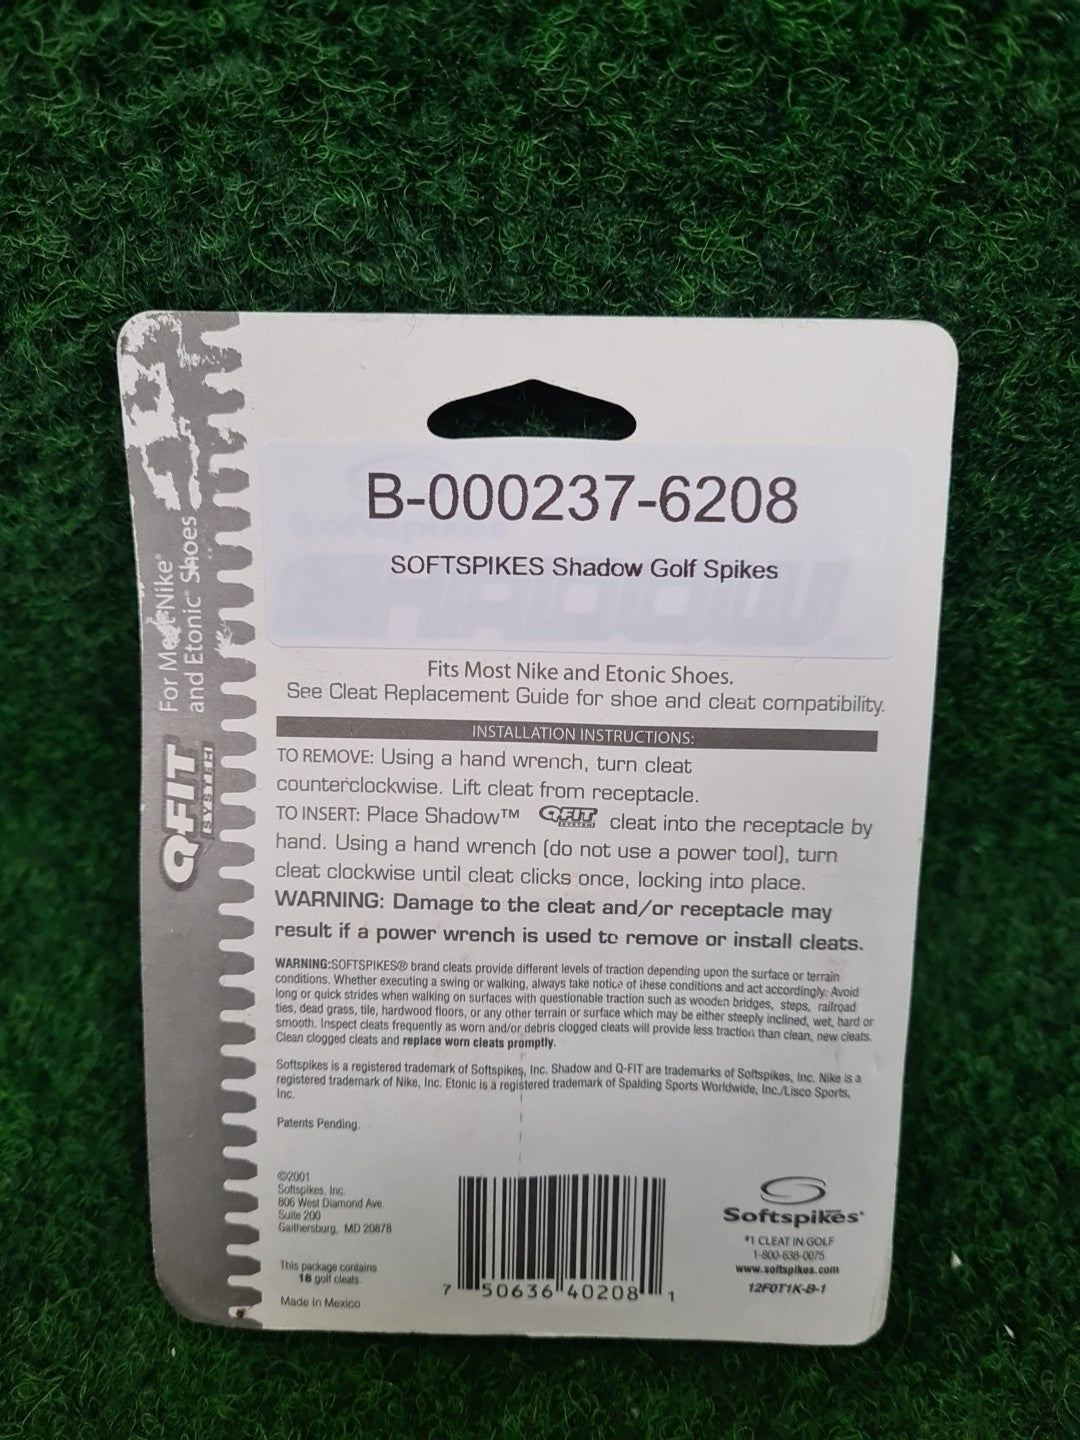 B-000237-6208
SOFTSPIKES Shadow Golf Spikes
Fits Most Nike and Etonic Shoes.
See Cleat Replacement Guide for shoe and cleat compatibility.
INSTALLATION INSTRUCTIONS:
TO REMOVE: Using a hand wrench, turn cleat
counterclockwise. Lift cleat from receptacle.
TO INSERT: Place Shadow™ Q-FIT SYSTEM cleat into the receptacle by
hand. Using a hand wrench (do not use a power tool), turn
cleat clockwise until cleat clicks once, locking into place.
WARNING: Damage to the cleat and/or receptacle may
result if a power wrench is used to remove or install cleats.
WARNING:SOFTSPIKES® brand cleats provide different levels of traction depending upon the surface or terrain
conditions. Whether executing a swing or walking, always take notice of these conditions and act accordingly. Avoid
long or quick strides when walking on surfaces with questionable traction such as wooden bridges, steps, railroad
ties, dead grass, tile, hardwood floors, or any other terrain or surface which may be either steeply inclined, wet, hard or
smooth. Inspect cleats frequently as worn and/or debris clogged cleats will provide less traction than clean, new cleats.
Clean clogged cleats and replace worn cleats promptly.
Softspikes is a registered trademark of Softspikes, Inc. Shadow and Q-FIT are trademarks of Softspikes, Inc. Nike is a
registered trademark of Nike, Inc. Etonic is a registered trademark of Spalding Sports Worldwide, Inc./Lisco Sports,
Inc.
Patents Pending.
©2001
Softspikes, Inc.
806 West Diamond Ave.
Suite 200
Gaithersburg, MD 20878
This package contains
18 golf cleats.
Made In Mexico
7 50636 40208 1
Softspikes®
#1 CLEAT IN GOLF
1-800-638-0075
www.softspikes.com
12F0T1K-B-1
For Most Nike®
and Etonic® Shoes
Q-FIT
SYSTEM